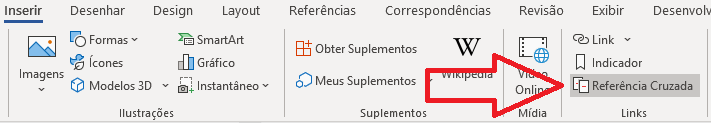 Inserir Desenhar Design Layout Referências Correspondências Revisão Exibir Desenvolv
Imagens
Formas
Ícones
Modelos 3D
SmartArt
Gráfico
Instantâneo
Ilustrações
Obter Suplementos
Meus Suplementos
W
Wikipedia
Suplementos
Vídeo
Online
Mídia
Link
Indicador
Referência Cruzada
Links